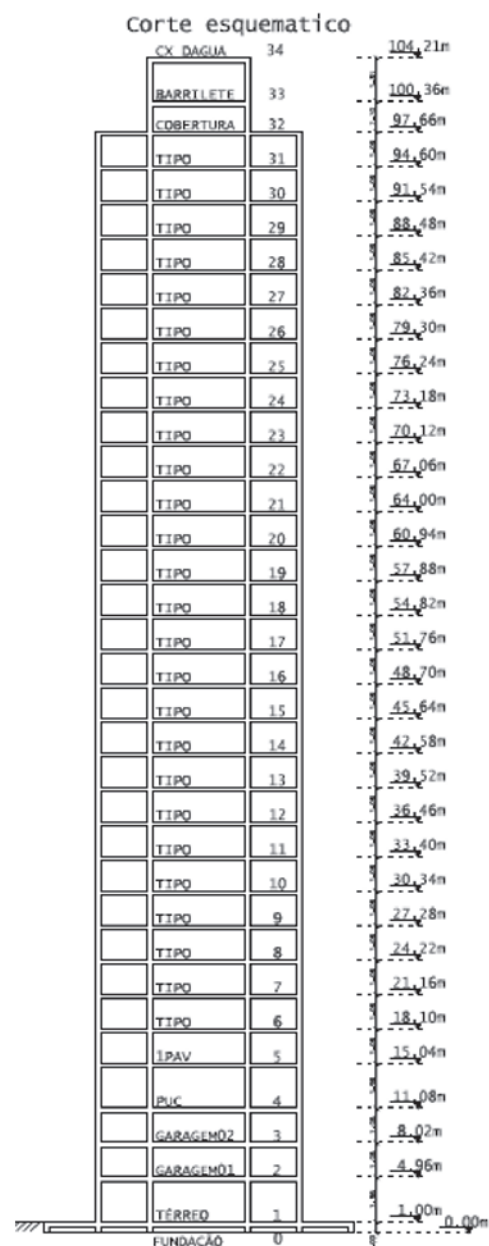 Corte esquematico
CX DAGUA 34 104,21m
BARRILETE 33 100,36m
COBERTURA 32 97,66m
TIPO 31 94,60m
TIPO 30 91,54m
TIPO 29 88,48m
TIPO 28 85,42m
TIPO 27 82,36m
TIPO 26 79,30m
TIPO 25 76,24m
TIPO 24 73,18m
TIPO 23 70,12m
TIPO 22 67,06m
TIPO 21 64,00m
TIPO 20 60,94m
TIPO 19 57,88m
TIPO 18 54,82m
TIPO 17 51,76m
TIPO 16 48,70m
TIPO 15 45,64m
TIPO 14 42,58m
TIPO 13 39,52m
TIPO 12 36,46m
TIPO 11 33,40m
TIPO 10 30,34m
TIPO 9 27,28m
TIPO 8 24,22m
TIPO 7 21,16m
TIPO 6 18,10m
1PAV 5 15,04m
PUC 4 11,08m
GARAGEM02 3 8,02m
GARAGEM01 2 4,96m
TÉRREO 1 1,00m
FUNDAÇÃO 0 0,00m